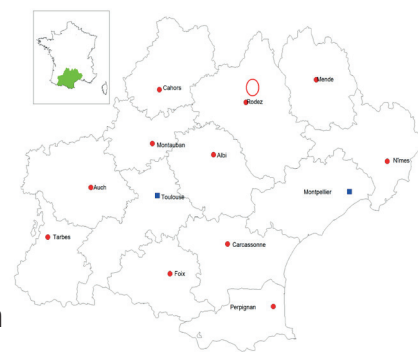 Cahors
Mende
Rodez
Montauban
Albi
Nîmes
Auch
Toulouse
Montpellier
Tarbes
Carcassonne
Foix
Perpignan